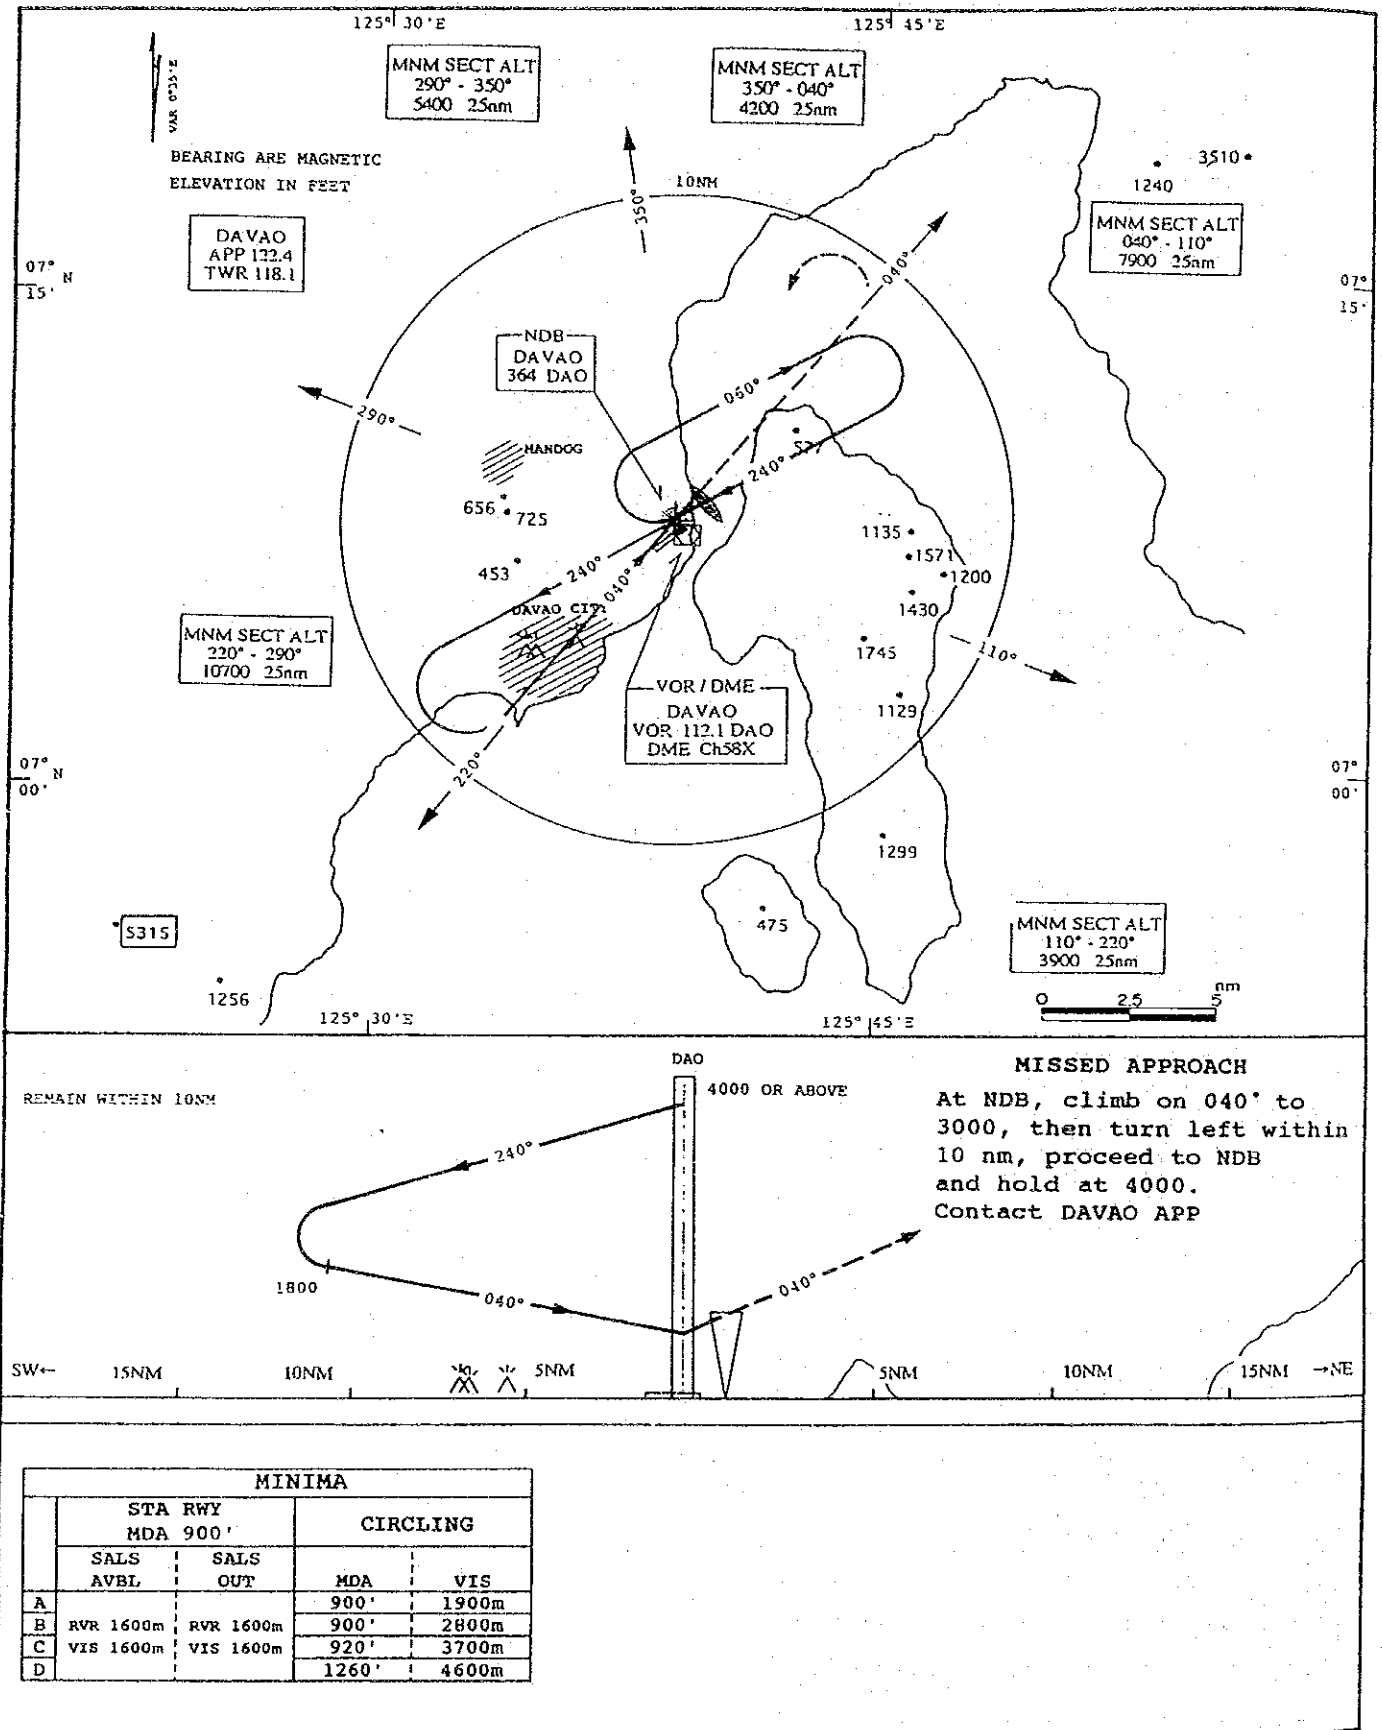 125° 30'E
125° 45'E
VAR 0°35'E
MNM SECT ALT
290° - 350°
5400 25nm
MNM SECT ALT
350° - 040°
4200 25nm
BEARING ARE MAGNETIC
ELEVATION IN FEET
10NM
3510
1240
DAVAO
APP 122.4
TWR 118.1
350°
040°
MNM SECT ALT
040° - 110°
7900 25nm
07° N
15'
07°
15'
NDB
DAVAO
364 DAO
060°
290°
MANDOG
240°
656
725
1135
1571
453
240°
040°
1200
1430
DAVAO CITY
MNM SECT ALT
220° - 290°
10700 25nm
1745
110°
VOR / DME
DAVAO
VOR 112.1 DAO
DME Ch58X
1129
220°
07° N
00'
07°
00'
1299
475
5315
MNM SECT ALT
110° - 220°
3900 25nm
1256
nm
0 2.5 5
125° 30'E
125° 45'E
DAO
REMAIN WITHIN 10NM
4000 OR ABOVE
MISSED APPROACH
At NDB, climb on 040° to
3000, then turn left within
10 nm, proceed to NDB
and hold at 4000.
Contact DAVAO APP
240°
1800
040°
040°
SW← 15NM 10NM 5NM 5NM 10NM 15NM →NE
MINIMA
STA RWY
MDA 900'
CIRCLING
SALS AVBL
SALS OUT
MDA VIS
A 900' 1900m
B RVR 1600m RVR 1600m 900' 2800m
C VIS 1600m VIS 1600m 920' 3700m
D 1260' 4600m